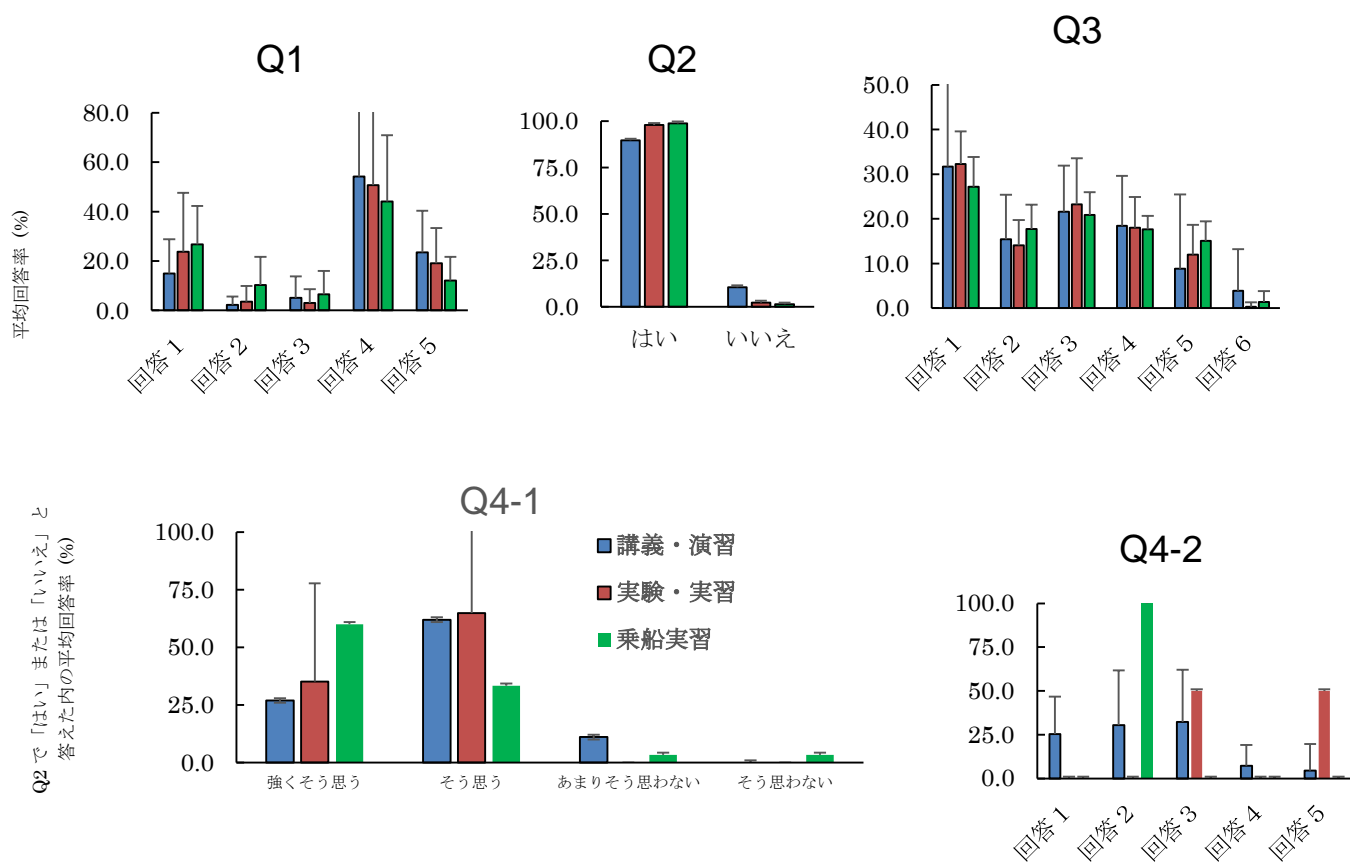 Q1
平均回答率 (%)
80.0
60.0
40.0
20.0
0.0
回答1
回答2
回答3
回答4
回答5
Q2
100.0
75.0
50.0
25.0
0.0
はい
いいえ
Q3
50.0
40.0
30.0
20.0
10.0
0.0
回答1
回答2
回答3
回答4
回答5
回答6
Q4-1
Q2で「はい」または「いいえ」と
答えた内の平均回答率 (%)
100.0
75.0
50.0
25.0
0.0
強くそう思う
そう思う
あまりそう思わない
そう思わない
講義・演習
実験・実習
乗船実習
Q4-2
100.0
75.0
50.0
25.0
0.0
回答1
回答2
回答3
回答4
回答5